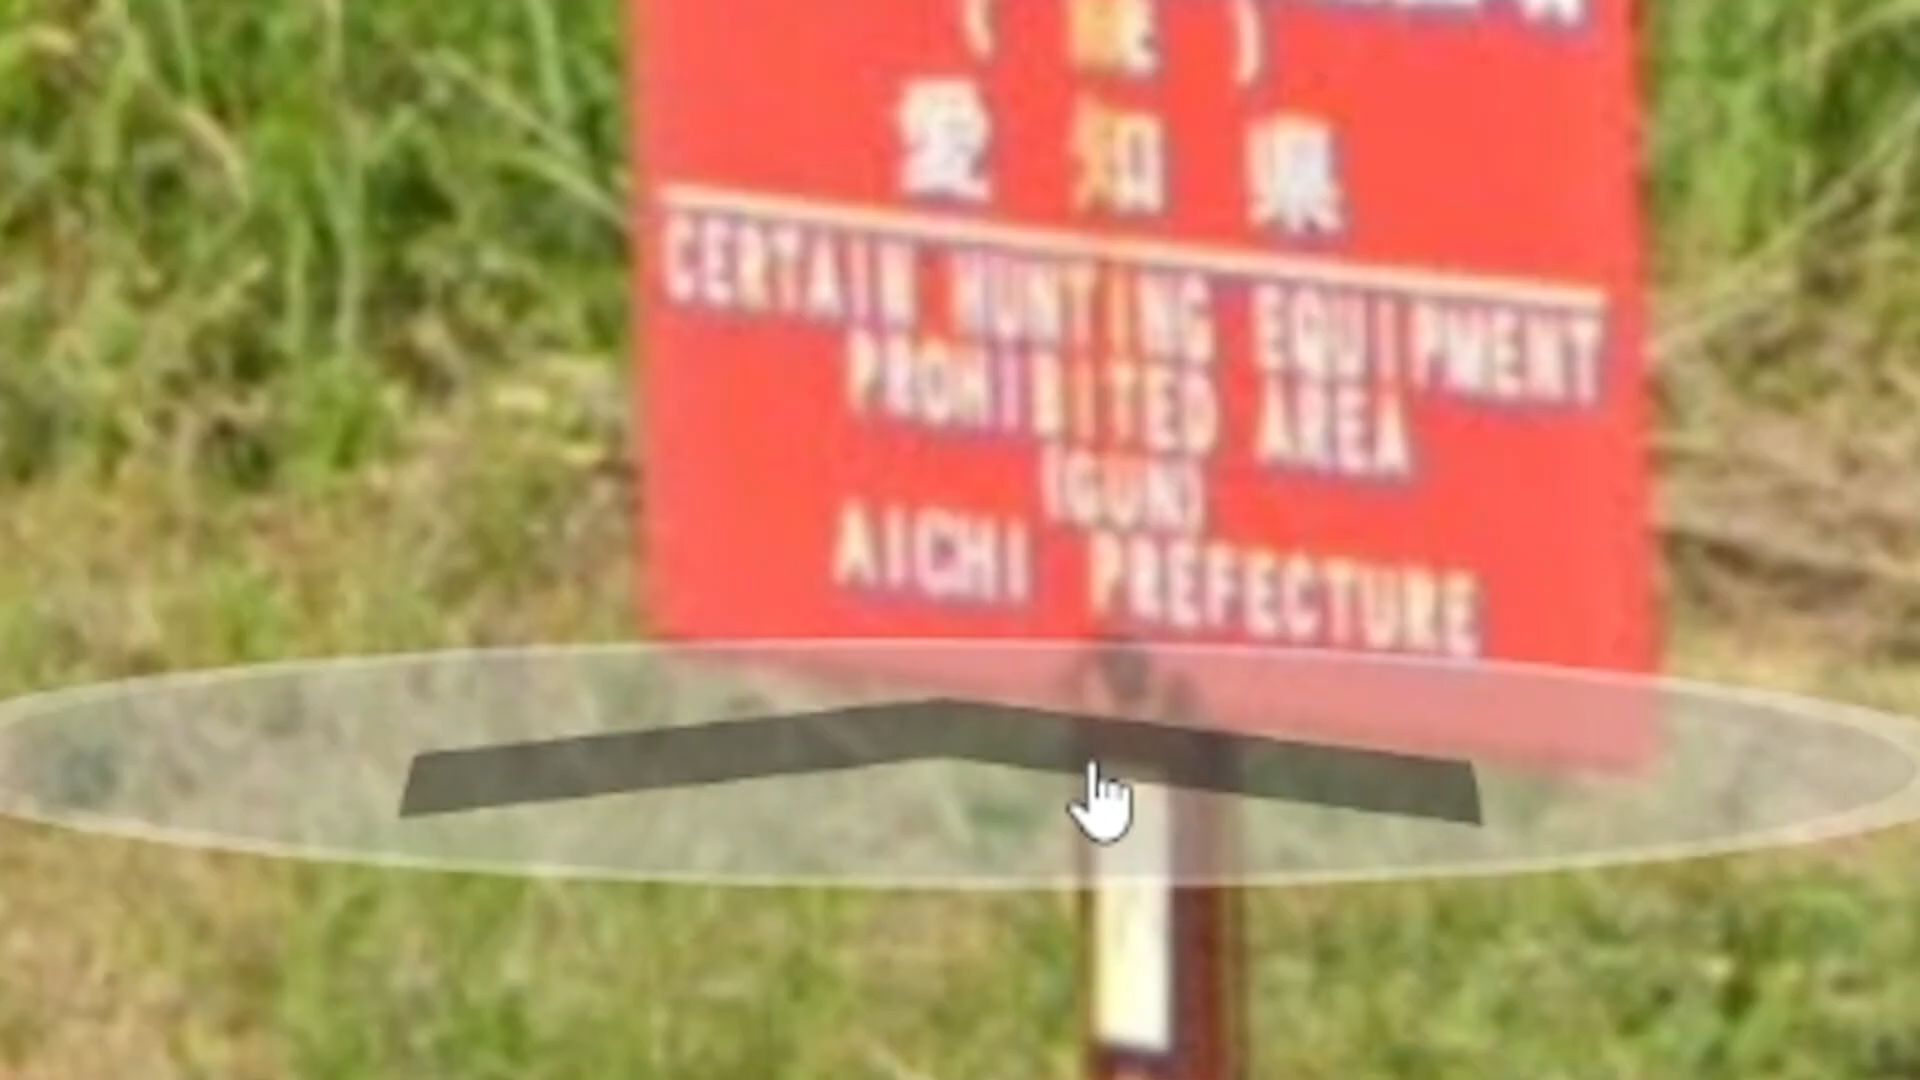 愛知県
CERTAIN HUNTING EQUIPMENT
PROHIBITED AREA
(GUN)
AICHI PREFECTURE